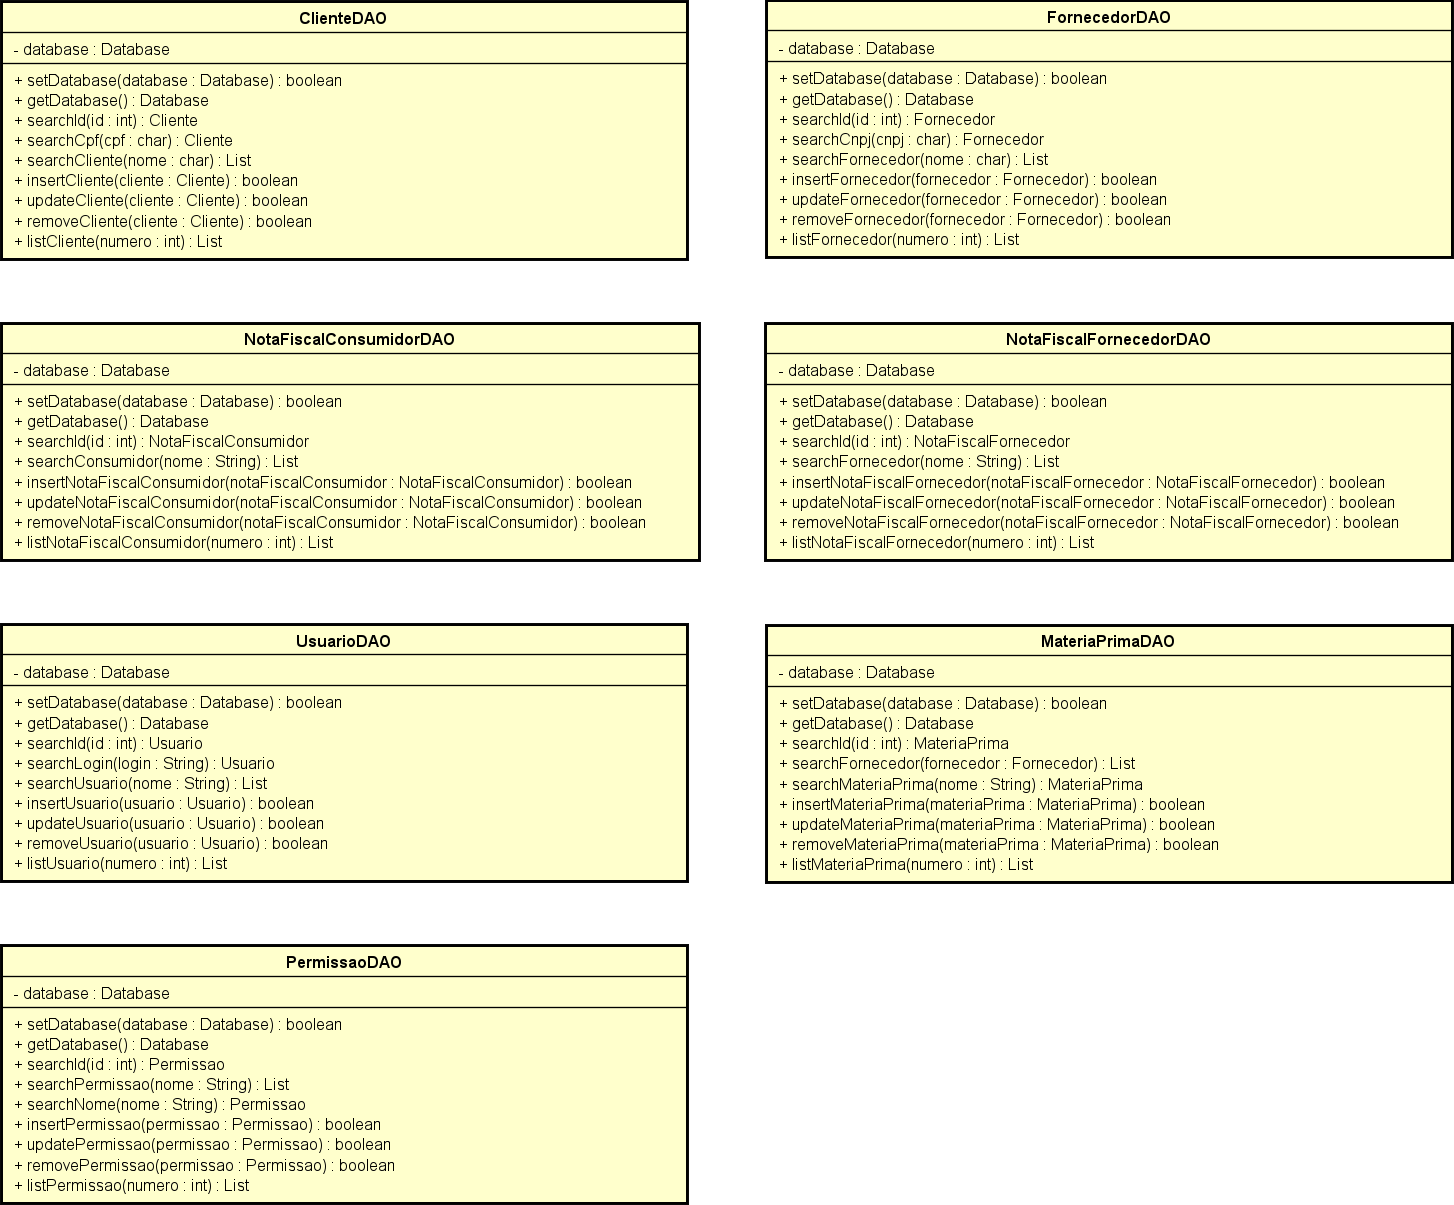 ClienteDAO
- database : Database
+ setDatabase(database : Database) : boolean
+ getDatabase() : Database
+ searchId(id : int) : Cliente
+ searchCpf(cpf : char) : Cliente
+ searchCliente(nome : char) : List
+ insertCliente(cliente : Cliente) : boolean
+ updateCliente(cliente : Cliente) : boolean
+ removeCliente(cliente : Cliente) : boolean
+ listCliente(numero : int) : List
FornecedorDAO
- database : Database
+ setDatabase(database : Database) : boolean
+ getDatabase() : Database
+ searchId(id : int) : Fornecedor
+ searchCnpj(cnpj : char) : Fornecedor
+ searchFornecedor(nome : char) : List
+ insertFornecedor(fornecedor : Fornecedor) : boolean
+ updateFornecedor(fornecedor : Fornecedor) : boolean
+ removeFornecedor(fornecedor : Fornecedor) : boolean
+ listFornecedor(numero : int) : List
NotaFiscalConsumidorDAO
- database : Database
+ setDatabase(database : Database) : boolean
+ getDatabase() : Database
+ searchId(id : int) : NotaFiscalConsumidor
+ searchConsumidor(nome : String) : List
+ insertNotaFiscalConsumidor(notaFiscalConsumidor : NotaFiscalConsumidor) : boolean
+ updateNotaFiscalConsumidor(notaFiscalConsumidor : NotaFiscalConsumidor) : boolean
+ removeNotaFiscalConsumidor(notaFiscalConsumidor : NotaFiscalConsumidor) : boolean
+ listNotaFiscalConsumidor(numero : int) : List
NotaFiscalFornecedorDAO
- database : Database
+ setDatabase(database : Database) : boolean
+ getDatabase() : Database
+ searchId(id : int) : NotaFiscalFornecedor
+ searchFornecedor(nome : String) : List
+ insertNotaFiscalFornecedor(notaFiscalFornecedor : NotaFiscalFornecedor) : boolean
+ updateNotaFiscalFornecedor(notaFiscalFornecedor : NotaFiscalFornecedor) : boolean
+ removeNotaFiscalFornecedor(notaFiscalFornecedor : NotaFiscalFornecedor) : boolean
+ listNotaFiscalFornecedor(numero : int) : List
UsuarioDAO
- database : Database
+ setDatabase(database : Database) : boolean
+ getDatabase() : Database
+ searchId(id : int) : Usuario
+ searchLogin(login : String) : Usuario
+ searchUsuario(nome : String) : List
+ insertUsuario(usuario : Usuario) : boolean
+ updateUsuario(usuario : Usuario) : boolean
+ removeUsuario(usuario : Usuario) : boolean
+ listUsuario(numero : int) : List
MateriaPrimaDAO
- database : Database
+ setDatabase(database : Database) : boolean
+ getDatabase() : Database
+ searchId(id : int) : MateriaPrima
+ searchFornecedor(fornecedor : Fornecedor) : List
+ searchMateriaPrima(nome : String) : MateriaPrima
+ insertMateriaPrima(materiaPrima : MateriaPrima) : boolean
+ updateMateriaPrima(materiaPrima : MateriaPrima) : boolean
+ removeMateriaPrima(materiaPrima : MateriaPrima) : boolean
+ listMateriaPrima(numero : int) : List
PermissaoDAO
- database : Database
+ setDatabase(database : Database) : boolean
+ getDatabase() : Database
+ searchId(id : int) : Permissao
+ searchPermissao(nome : String) : List
+ searchNome(nome : String) : Permissao
+ insertPermissao(permissao : Permissao) : boolean
+ updatePermissao(permissao : Permissao) : boolean
+ removePermissao(permissao : Permissao) : boolean
+ listPermissao(numero : int) : List